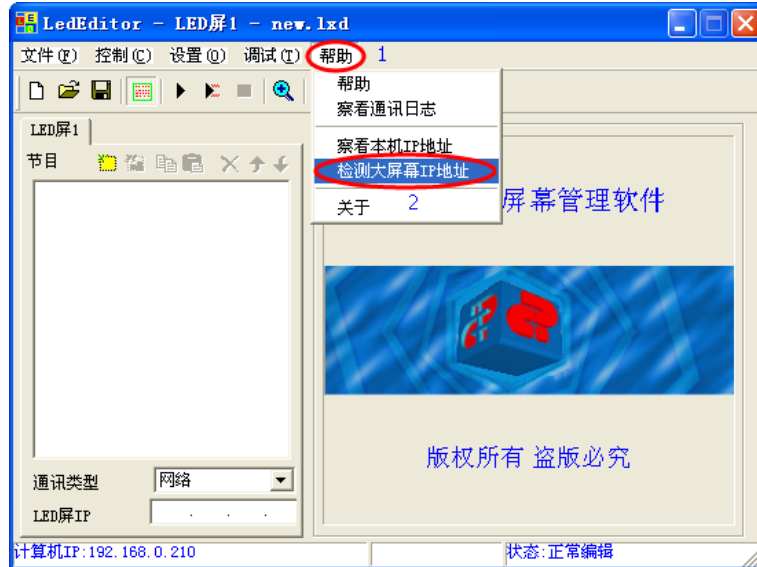 LedEditor - LED屏1 - new.lxd
文件(F) 控制(C) 设置(O) 调试(T) 帮助 1
帮助
察看通讯日志
察看本机IP地址
检测大屏幕IP地址
关于 2
LED屏1
节目
屏幕管理软件
版权所有 盗版必究
通讯类型 网络
LED屏IP . . .
计算机IP:192.168.0.210 状态:正常编辑